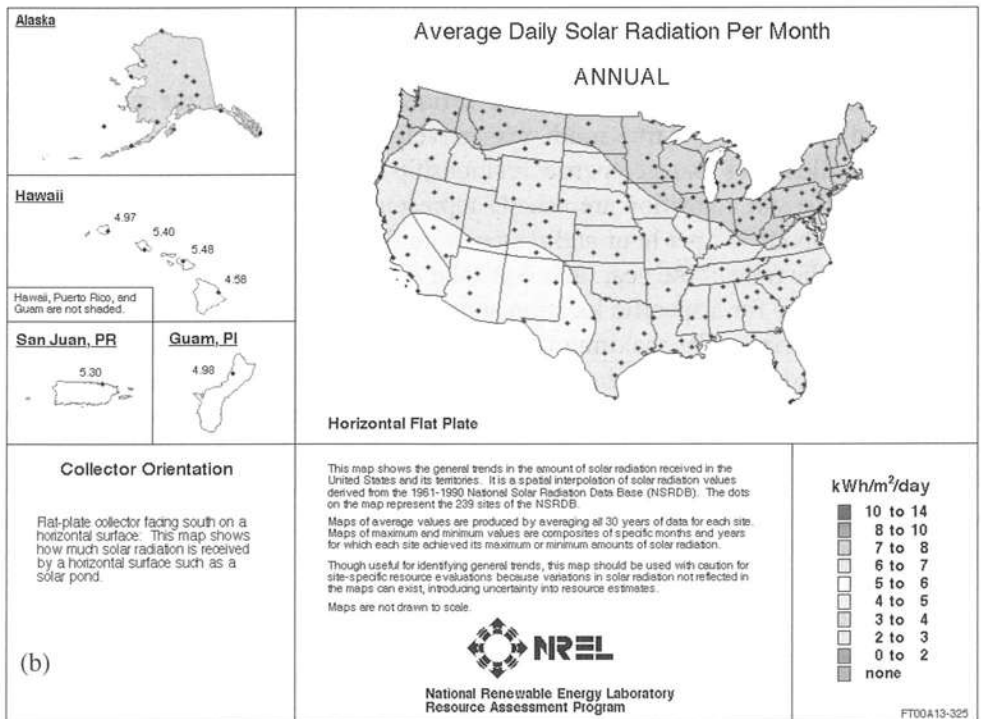 Alaska
Average Daily Solar Radiation Per Month
ANNUAL
Hawaii
4.97
5.40
5.48
4.58
Hawaii, Puerto Rico, and
Guam are not shaded.
San Juan, PR
5.30
Guam, PI
4.98
Horizontal Flat Plate
Collector Orientation
Flat-plate collector facing south on a
horizontal surface: This map shows
how much solar radiation is received
by a horizontal surface such as a
solar pond.
(b)
This map shows the general trends in the amount of solar radiation received in the
United States and its territories. It is a spatial interpolation of solar radiation values
derived from the 1961-1990 National Solar Radiation Data Base (NSRDB). The dots
on the map represent the 239 sites of the NSRDB.
Maps of average values are produced by averaging all 30 years of data for each site.
Maps of maximum and minimum values are composites of specific months and years
for which each site achieved its maximum or minimum amounts of solar radiation.
Though useful for identifying general trends, this map should be used with caution for
site-specific resource evaluations because variations in solar radiation not reflected in
the maps can exist, introducing uncertainty into resource estimates.
Maps are not drawn to scale.
NREL
National Renewable Energy Laboratory
Resource Assessment Program
kWh/m²/day
10 to 14
8 to 10
7 to 8
6 to 7
5 to 6
4 to 5
3 to 4
2 to 3
0 to 2
none
FT00A13-325